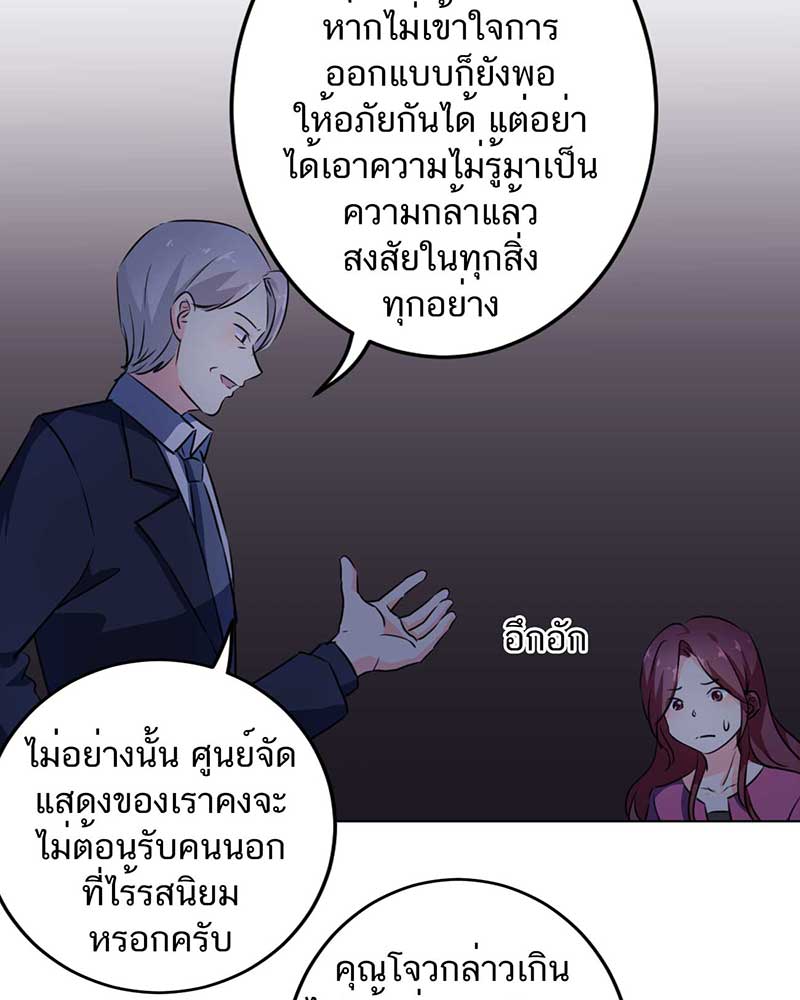 หากไม่เข้าใจการ
ออกแบบก็ยังพอ
ให้อภัยกันได้ แต่อย่า
ได้เอาความไม่รู้มาเป็น
ความกล้าแล้ว
สงสัยในทุกสิ่ง
ทุกอย่าง
อึกอัก
ไม่อย่างนั้น ศูนย์จัด
แสดงของเราคงจะ
ไม่ต้อนรับคนนอก
ที่ไร้รสนิยม
หรอกครับ
คุณโจวกล่าวเกิน